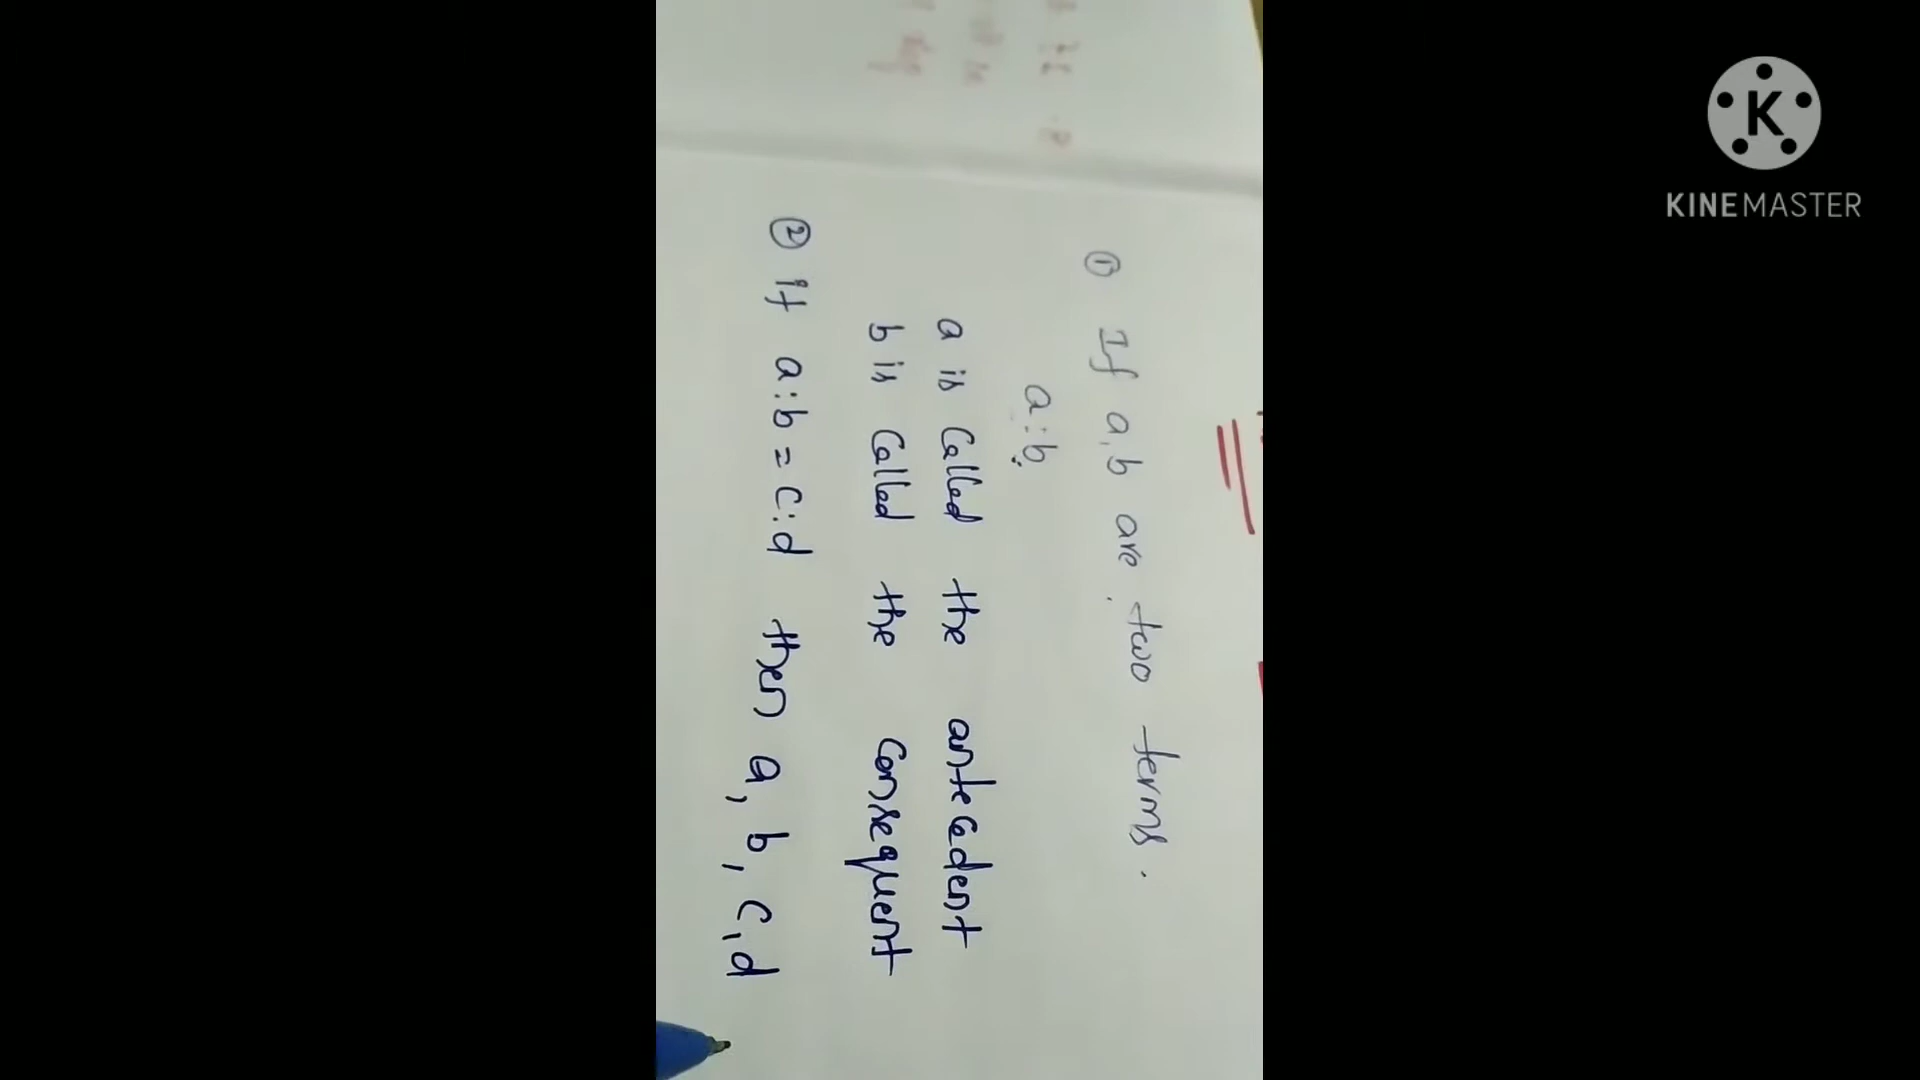 ① If a, b are two terms.
a:b
a is called the antecedent
b is called the consequent
② if a:b = c:d then a, b, c, d
KINEMASTER